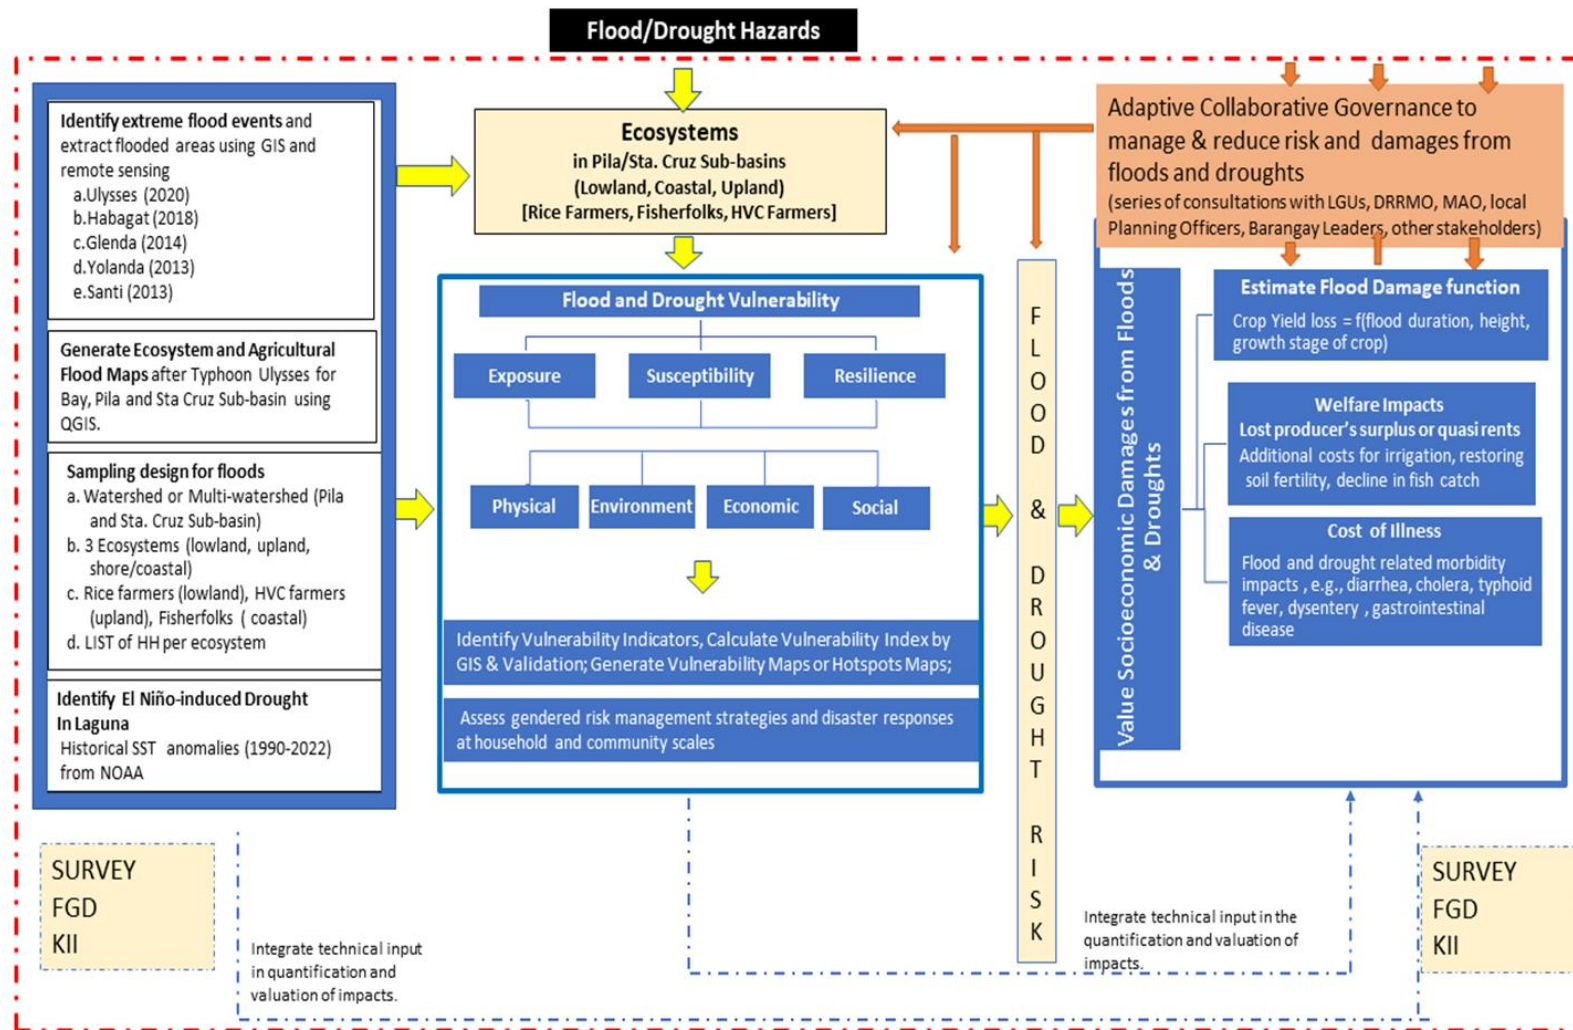 Flood/Drought Hazards
Identify extreme flood events and
extract flooded areas using GIS and
remote sensing
a.Ulysses (2020)
b.Habagat (2018)
c.Glenda (2014)
d.Yolanda (2013)
e.Santi (2013)
Generate Ecosystem and Agricultural
Flood Maps after Typhoon Ulysses for
Bay, Pila and Sta Cruz Sub-basin using
QGIS.
Sampling design for floods
a. Watershed or Multi-watershed (Pila
and Sta. Cruz Sub-basin)
b. 3 Ecosystems (lowland, upland,
shore/coastal)
c. Rice farmers (lowland), HVC farmers
(upland), Fisherfolks ( coastal)
d. LIST of HH per ecosystem
Identify El Niño-induced Drought
In Laguna
Historical SST anomalies (1990-2022)
from NOAA
Ecosystems
in Pila/Sta. Cruz Sub-basins
(Lowland, Coastal, Upland)
[Rice Farmers, Fisherfolks, HVC Farmers]
Flood and Drought Vulnerability
Exposure
Susceptibility
Resilience
Physical
Environment
Economic
Social
Identify Vulnerability Indicators, Calculate Vulnerability Index by
GIS & Validation; Generate Vulnerability Maps or Hotspots Maps;
Assess gendered risk management strategies and disaster responses
at household and community scales
FLOOD & DROUGHT RISK
Adaptive Collaborative Governance to
manage & reduce risk and damages from
floods and droughts
(series of consultations with LGUs, DRRMO, MAO, local
Planning Officers, Barangay Leaders, other stakeholders)
Value Socioeconomic Damages from Floods
& Droughts
Estimate Flood Damage function
Crop Yield loss = f(flood duration, height,
growth stage of crop)
Welfare Impacts
Lost producer's surplus or quasi rents
Additional costs for irrigation, restoring
soil fertility, decline in fish catch
Cost of Illness
Flood and drought related morbidity
impacts , e.g., diarrhea, cholera, typhoid
fever, dysentery , gastrointestinal
disease
SURVEY
FGD
KII
Integrate technical input
in quantification and
valuation of impacts.
Integrate technical input in the
quantification and valuation of
impacts.
SURVEY
FGD
KII